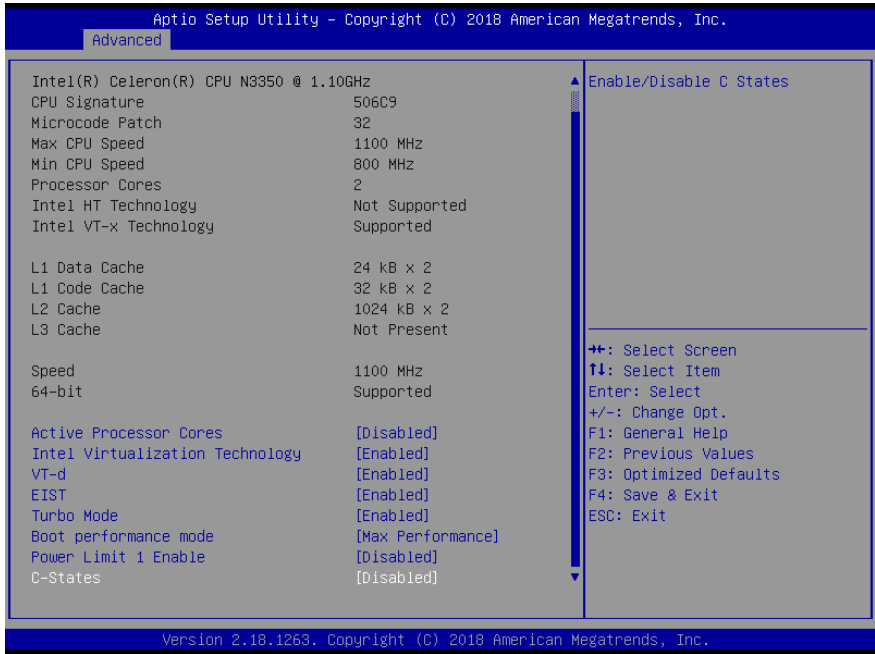 Aptio Setup Utility – Copyright (C) 2018 American Megatrends, Inc.
Advanced
Intel(R) Celeron(R) CPU N3350 @ 1.10GHz
CPU Signature 506C9
Microcode Patch 32
Max CPU Speed 1100 MHz
Min CPU Speed 800 MHz
Processor Cores 2
Intel HT Technology Not Supported
Intel VT-x Technology Supported
L1 Data Cache 24 kB x 2
L1 Code Cache 32 kB x 2
L2 Cache 1024 kB x 2
L3 Cache Not Present
Speed 1100 MHz
64-bit Supported
Active Processor Cores [Disabled]
Intel Virtualization Technology [Enabled]
VT-d [Enabled]
EIST [Enabled]
Turbo Mode [Enabled]
Boot performance mode [Max Performance]
Power Limit 1 Enable [Disabled]
C-States [Disabled]
Enable/Disable C States
→←: Select Screen
↑↓: Select Item
Enter: Select
+/-: Change Opt.
F1: General Help
F2: Previous Values
F3: Optimized Defaults
F4: Save & Exit
ESC: Exit
Version 2.18.1263. Copyright (C) 2018 American Megatrends, Inc.